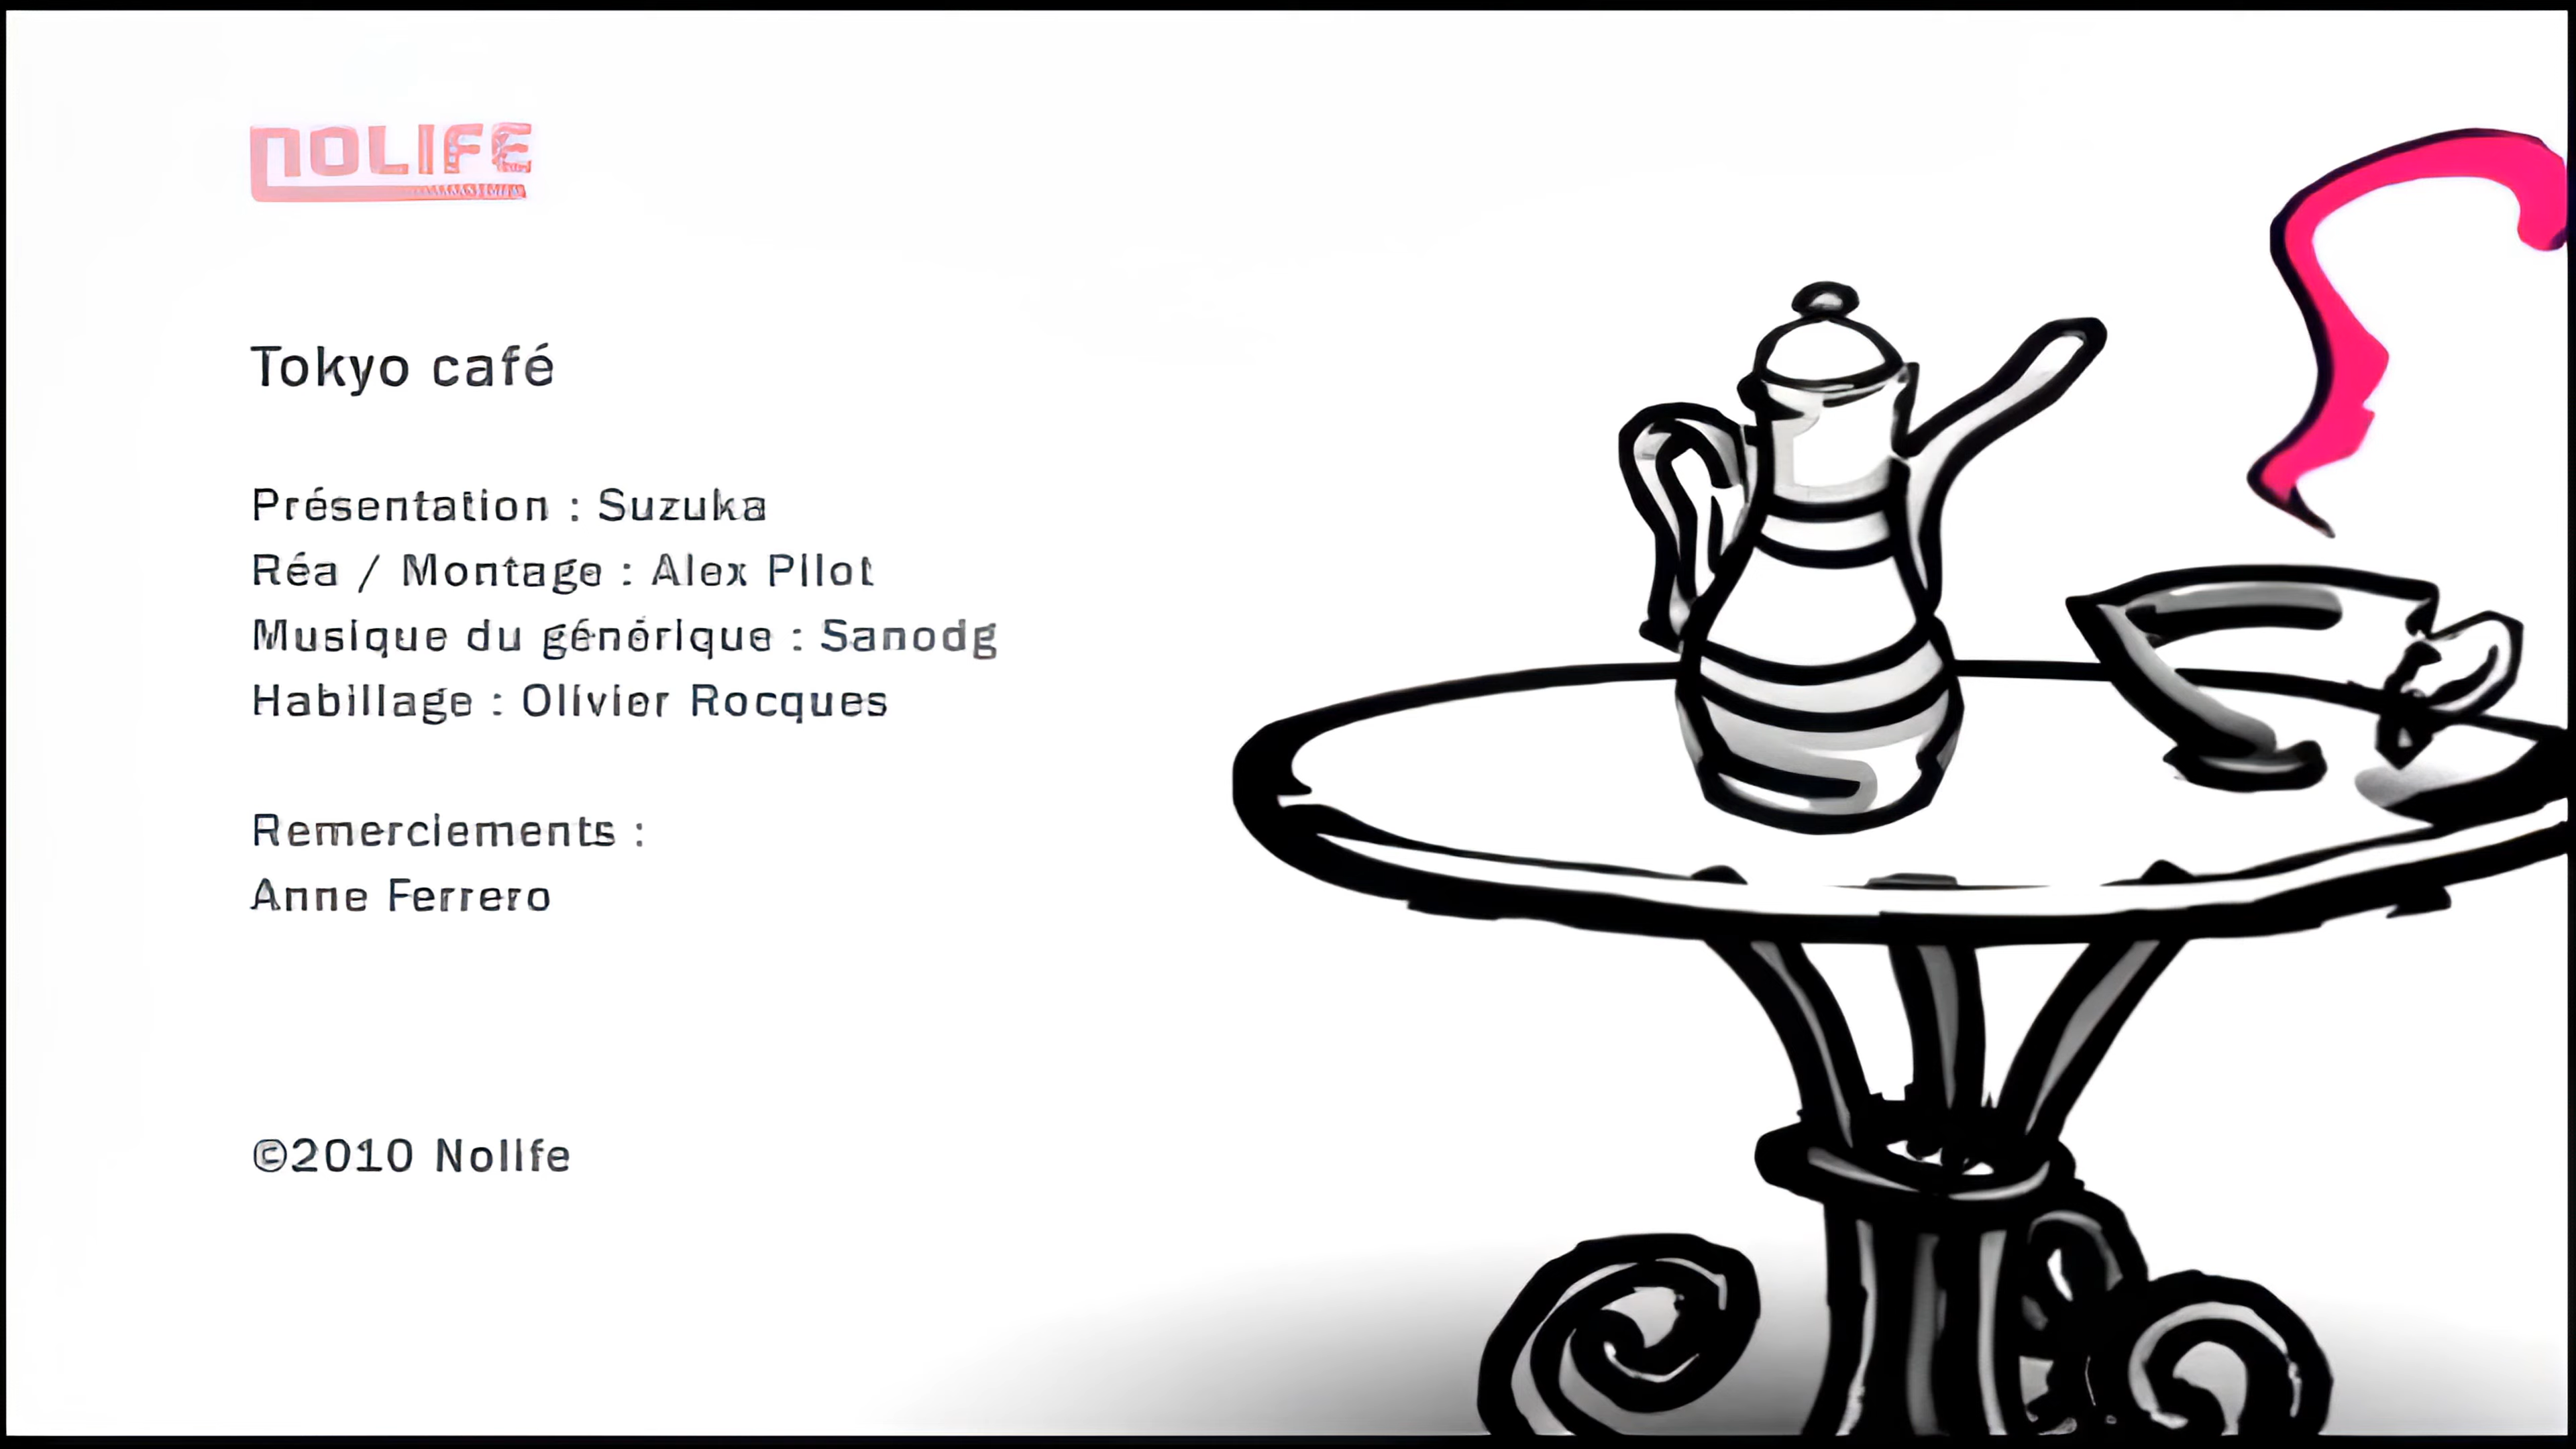 NOLIFE
Tokyo café
Présentation : Suzuka
Réa / Montage : Alex Pilot
Musique du générique : Sanodg
Habillage : Olivier Rocques
Remerciements :
Anne Ferrero
©2010 Nolife